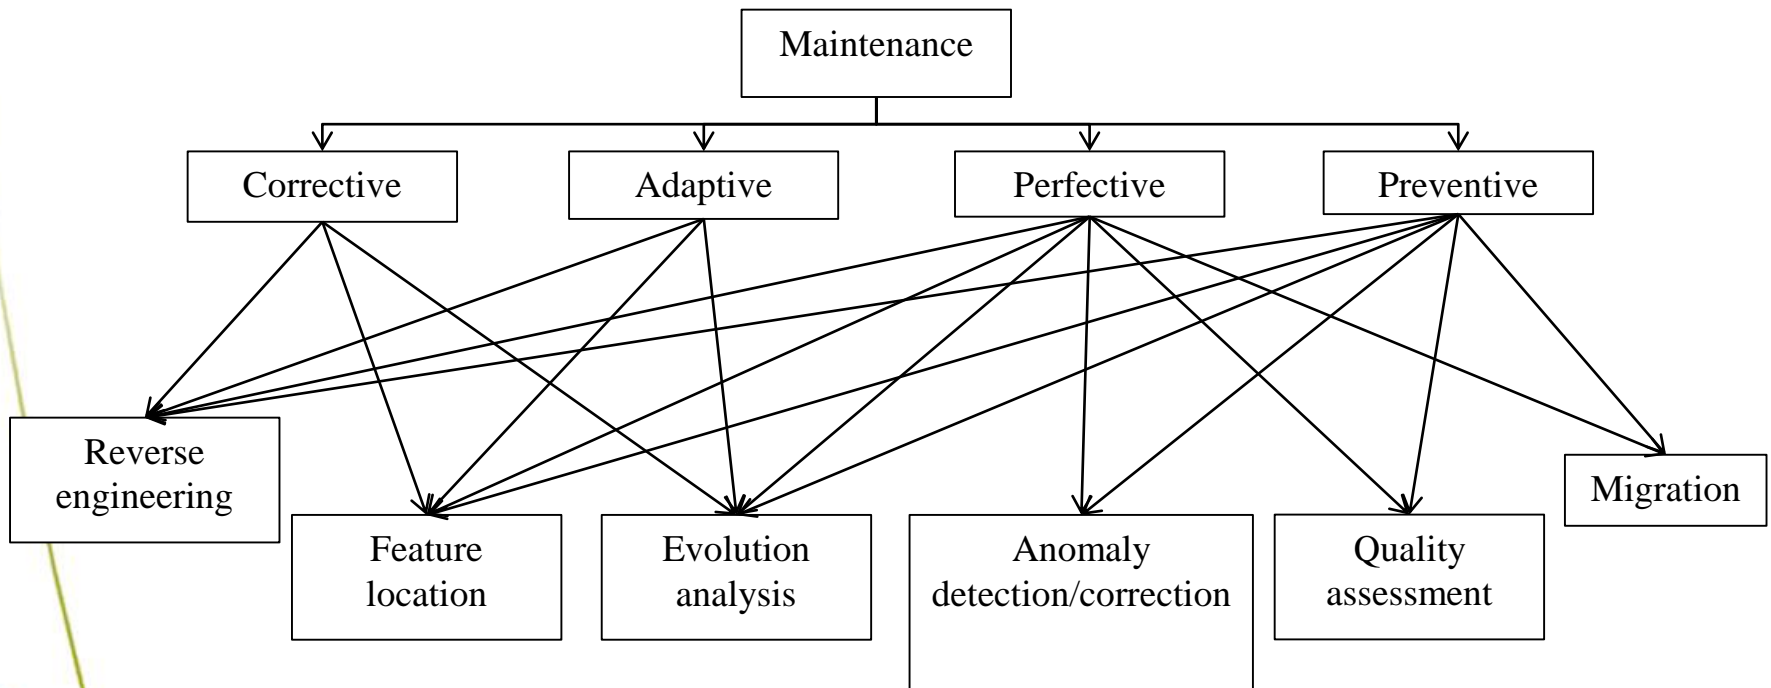 Maintenance
Corrective
Adaptive
Perfective
Preventive
Reverse
engineering
Feature
location
Evolution
analysis
Anomaly
detection/correction
Quality
assessment
Migration